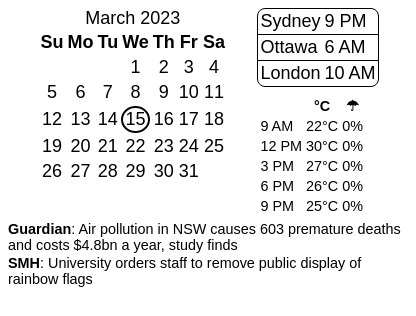 March 2023
Su Mo Tu We Th Fr Sa
1 2 3 4
5 6 7 8 9 10 11
12 13 14 15 16 17 18
19 20 21 22 23 24 25
26 27 28 29 30 31
Sydney 9 PM
Ottawa 6 AM
London 10 AM
°C ☂
9 AM 22°C 0%
12 PM 30°C 0%
3 PM 27°C 0%
6 PM 26°C 0%
9 PM 25°C 0%
Guardian: Air pollution in NSW causes 603 premature deaths
and costs $4.8bn a year, study finds
SMH: University orders staff to remove public display of
rainbow flags